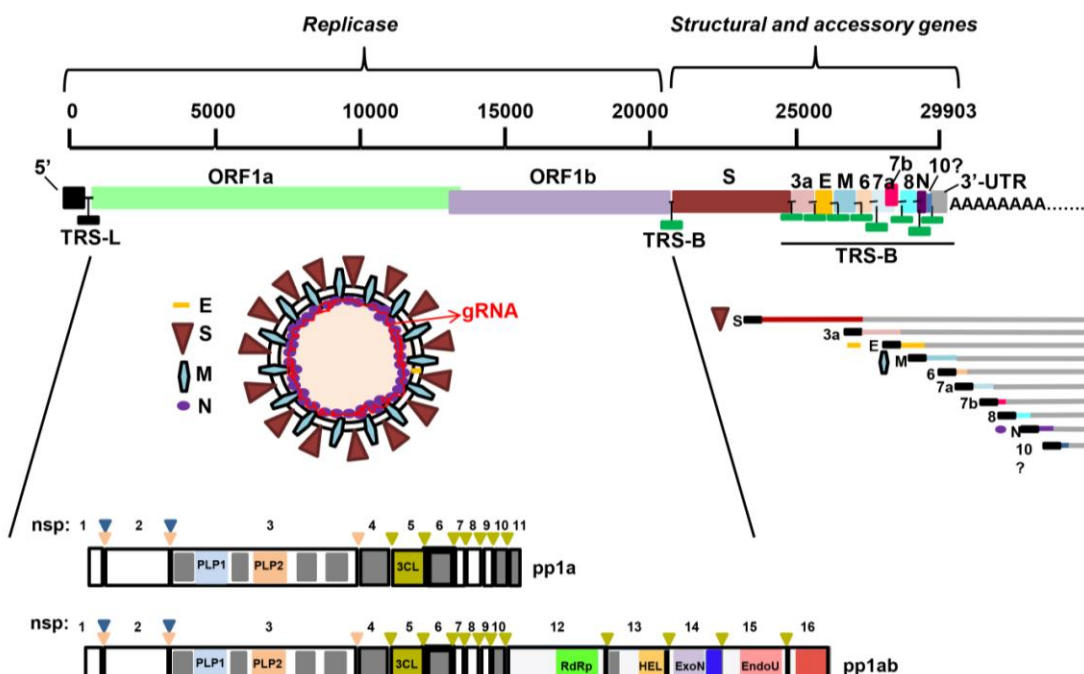 Replicase Structural and accessory genes
0 5000 10000 15000 20000 25000 29903
7b
5’ ORF1a ORF1b S 3a E M 6 7a 8 N 10? 3’-UTR
AAAAAAAA.......
TRS-L TRS-B TRS-B
E
gRNA
S
M
N
S
3a
E
M
6
7a
7b
8
N
10
?
nsp: 1 2 3 4 5 6 7 8 9 10 11
PLP1 PLP2 3CL pp1a
nsp: 1 2 3 4 5 6 7 8 9 10 12 13 14 15 16
PLP1 PLP2 3CL RdRp HEL ExoN EndoU pp1ab